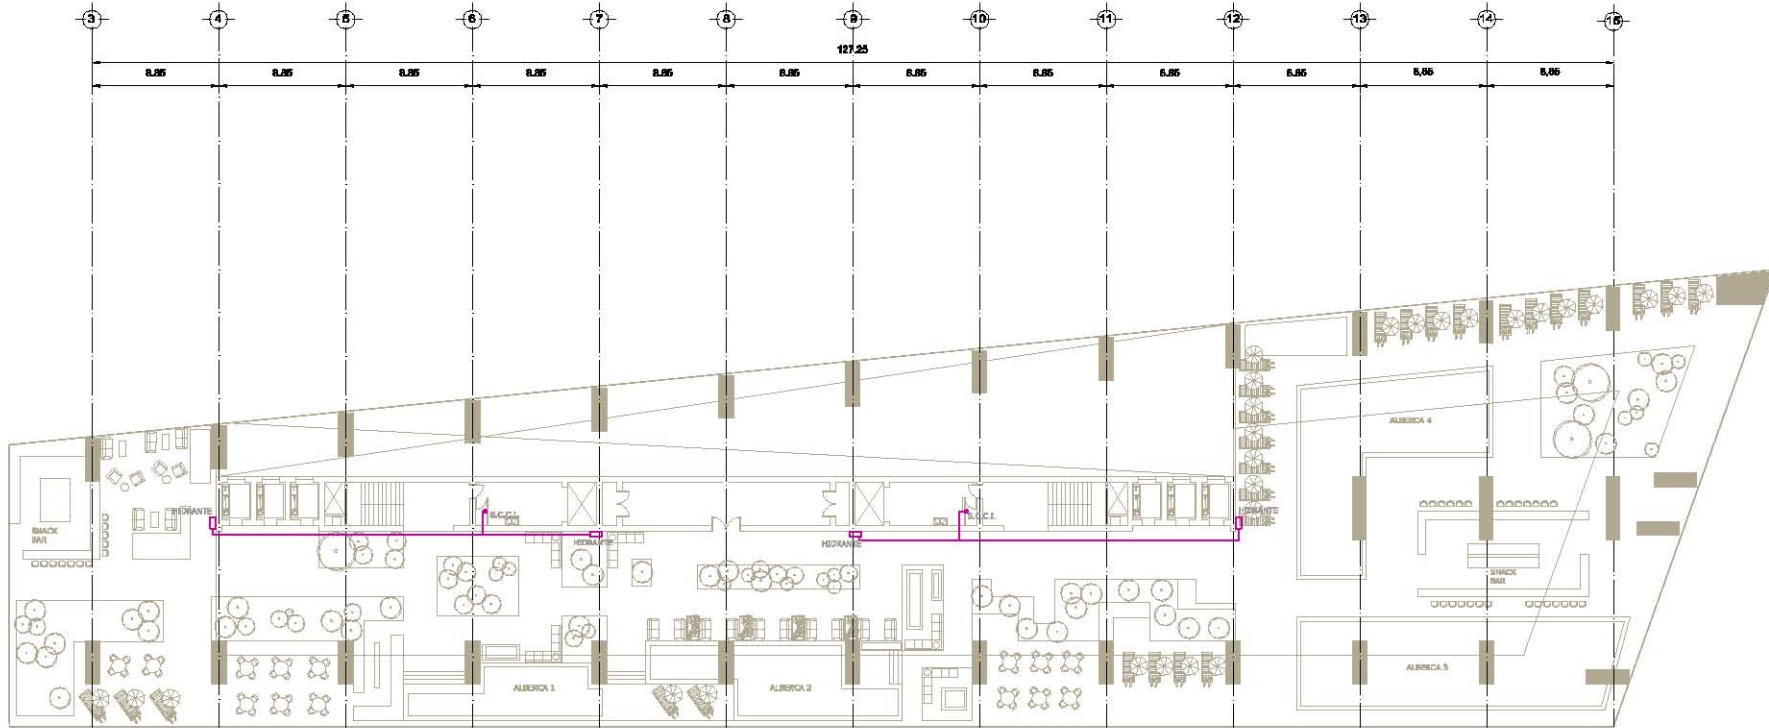 3 4 5 6 7 8 9 10 11 12 13 14 15
127.25
8.85 8.85 8.85 8.85 8.85 8.85 8.85 8.85 8.85 8.85 8,85 8,85
ALBERCA 4
HIDRANTE S.C.C.I. S.C.C.I. HIDRANTE
SNACK
BAR
HIDRANTE HIDRANTE
SNACK
BAR
ALBERCA 3
ALBERCA 1 ALBERCA 2